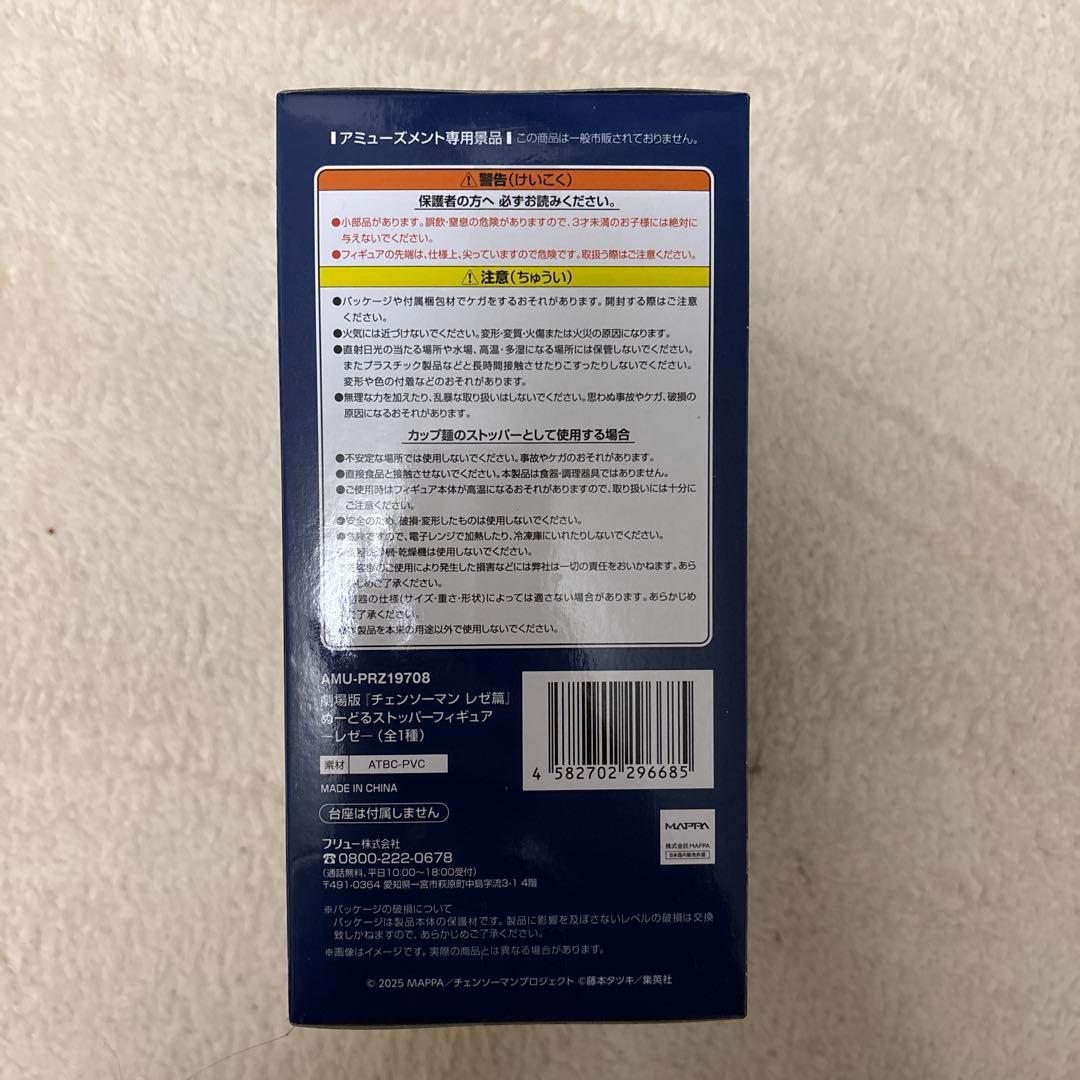 アミューズメント専用景品 この商品は一般市販されておりません。
⚠警告(けいこく)
保護者の方へ 必ずお読みください。
●小部品があります。誤飲・窒息の危険がありますので、3才未満のお子様には絶対に
与えないでください。
●フィギュアの先端は、仕様上、尖っていますので危険です。取扱う際はご注意ください。
⚠注意(ちゅうい)
●パッケージや付属梱包材でケガをするおそれがあります。開封する際はご注意
ください。
●火気には近づけないでください。変形・変質・火傷または火災の原因になります。
●直射日光の当たる場所や水場、高温・多湿になる場所には保管しないでください。
またプラスチック製品などと長時間接触させたりこすったりしないでください。
変形や色の付着などのおそれがあります。
●無理な力を加えたり、乱暴な取り扱いはしないでください。思わぬ事故やケガ、破損の
原因になるおそれがあります。
カップ麺のストッパーとして使用する場合
●不安定な場所では使用しないでください。事故やケガのおそれがあります。
●直接食品と接触させないでください。本製品は食器・調理器具ではありません。
●ご使用時はフィギュア本体が高温になるおそれがありますので、取り扱いには十分に
ご注意ください。
●安全のため、破損・変形したものは使用しないでください。
●危険ですので、電子レンジで加熱したり、冷凍庫にいれたりしないでください。
・乾燥機は使用しないでください。
のご使用により発生した損害などには弊社は一切の責任をおいかねます。あら
じめご了承ください。
容器の仕様(サイズ・重さ・形状)によっては適さない場合があります。あらかじめ
ご了承ください。
●本製品を本来の用途以外で使用しないでください。
AMU-PRZ19708
劇場版『チェンソーマン レゼ篇』
ぬーどるストッパーフィギュア
ーレゼー(全1種)
素材 ATBC-PVC
MADE IN CHINA
台座は付属しません
4 582702 296685
MAPPA
株式会社MAPPA
日本国内販売許諾
フリュー株式会社
☎0800-222-0678
(通話無料、平日10:00〜18:00受付)
〒491-0364 愛知県一宮市萩原町中島字流3-1 4階
※パッケージの破損について
パッケージは製品本体の保護材です。製品に影響を及ぼさないレベルの破損は交換
致しかねますので、あらかじめご了承ください。
※画像はイメージです。実際の商品とは異なる場合があります。
© 2025 MAPPA/チェンソーマンプロジェクト ©藤本タツキ/集英社